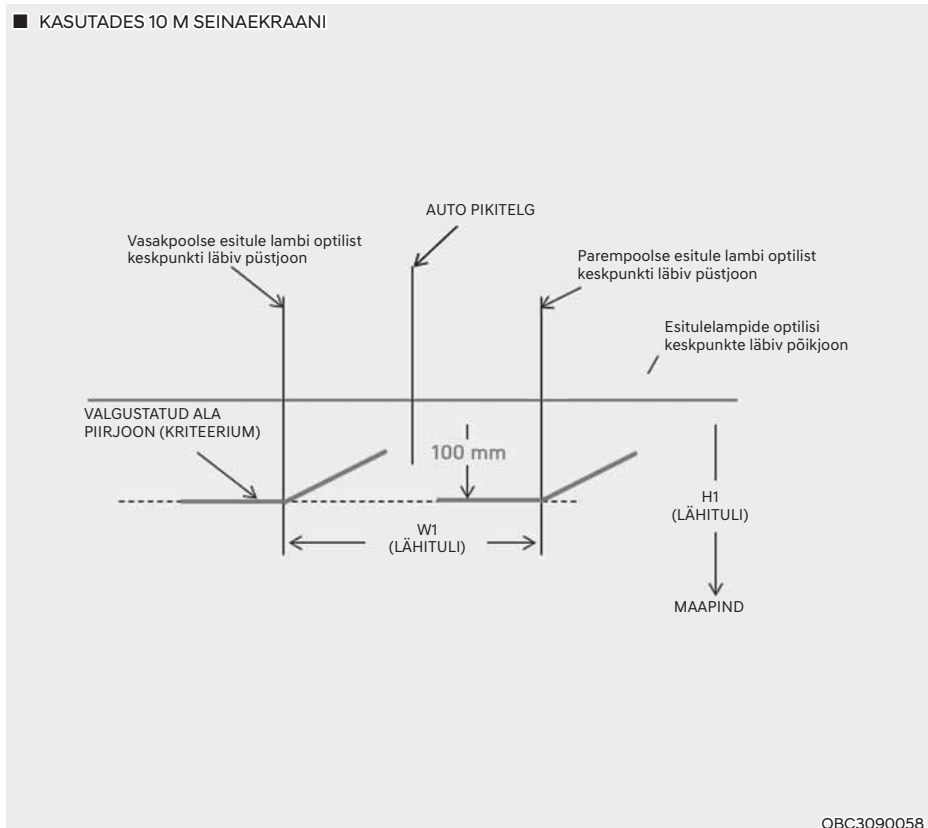 ■ KASUTADES 10 M SEINAEKRAANI
AUTO PIKITELG
Vasakpoolse esitule lambi optilist
keskpunkti läbiv püstjoon
Parempoolse esitule lambi optilist
keskpunkti läbiv püstjoon
Esitulelampide optilisi
keskpunkte läbiv põikjoon
VALGUSTATUD ALA
PIIRJOON (KRITEERIUM)
100 mm
H1
(LÄHITULI)
W1
(LÄHITULI)
MAAPIND
OBC3090058